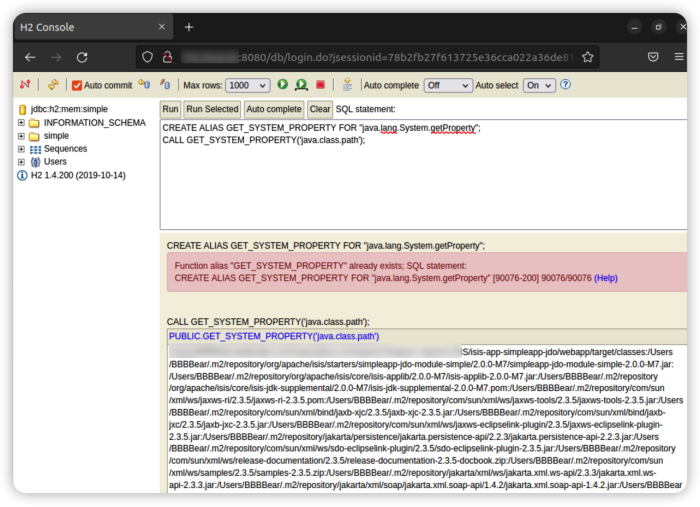 H2 Console
:8080/db/login.do?jsessionid=78b2fb27f613725e36cca022a36de81
Auto commit Max rows: 1000 Auto complete Off Auto select On
jdbc:h2:mem:simple
INFORMATION_SCHEMA
simple
Sequences
Users
H2 1.4.200 (2019-10-14)
Run Run Selected Auto complete Clear SQL statement:
CREATE ALIAS GET_SYSTEM_PROPERTY FOR "java.lang.System.getProperty";
CALL GET_SYSTEM_PROPERTY('java.class.path');
CREATE ALIAS GET_SYSTEM_PROPERTY FOR "java.lang.System.getProperty";
Function alias "GET_SYSTEM_PROPERTY" already exists; SQL statement:
CREATE ALIAS GET_SYSTEM_PROPERTY FOR "java.lang.System.getProperty" [90076-200] 90076/90076 (Help)
CALL GET_SYSTEM_PROPERTY('java.class.path');
PUBLIC.GET_SYSTEM_PROPERTY('java.class.path')
S/isis-app-simpleapp-jdo/webapp/target/classes:/Users
/BBBBear/.m2/repository/org/apache/isis/starters/simpleapp-jdo-module-simple/2.0.0-M7/simpleapp-jdo-module-simple-2.0.0-M7.jar:
/Users/BBBBear/.m2/repository/org/apache/isis/core/isis-applib/2.0.0-M7/isis-applib-2.0.0-M7.jar:/Users/BBBBear/.m2/repository
/org/apache/isis/core/isis-jdk-supplemental/2.0.0-M7/isis-jdk-supplemental-2.0.0-M7.pom:/Users/BBBBear/.m2/repository/com/sun
/xml/ws/jaxws-ri/2.3.5/jaxws-ri-2.3.5.pom:/Users/BBBBear/.m2/repository/com/sun/xml/ws/jaxws-tools/2.3.5/jaxws-tools-2.3.5.jar:/Users
/BBBBear/.m2/repository/com/sun/xml/bind/jaxb-xjc/2.3.5/jaxb-xjc-2.3.5.jar:/Users/BBBBear/.m2/repository/com/sun/xml/bind/jaxb-
jxc/2.3.5/jaxb-jxc-2.3.5.jar:/Users/BBBBear/.m2/repository/com/sun/xml/ws/jaxws-eclipselink-plugin/2.3.5/jaxws-eclipselink-plugin-
2.3.5.jar:/Users/BBBBear/.m2/repository/jakarta/persistence/jakarta.persistence-api/2.2.3/jakarta.persistence-api-2.2.3.jar:/Users
/BBBBear/.m2/repository/com/sun/xml/ws/sdo-eclipselink-plugin/2.3.5/sdo-eclipselink-plugin-2.3.5.jar:/Users/BBBBear/.m2/repository
/com/sun/xml/ws/release-documentation/2.3.5/release-documentation-2.3.5-docbook.zip:/Users/BBBBear/.m2/repository/com/sun
/xml/ws/samples/2.3.5/samples-2.3.5.zip:/Users/BBBBear/.m2/repository/jakarta/xml/ws/jakarta.xml.ws-api/2.3.3/jakarta.xml.ws-
api-2.3.3.jar:/Users/BBBBear/.m2/repository/jakarta/xml/soap/jakarta.xml.soap-api/1.4.2/jakarta.xml.soap-api-1.4.2.jar:/Users/BBBBear